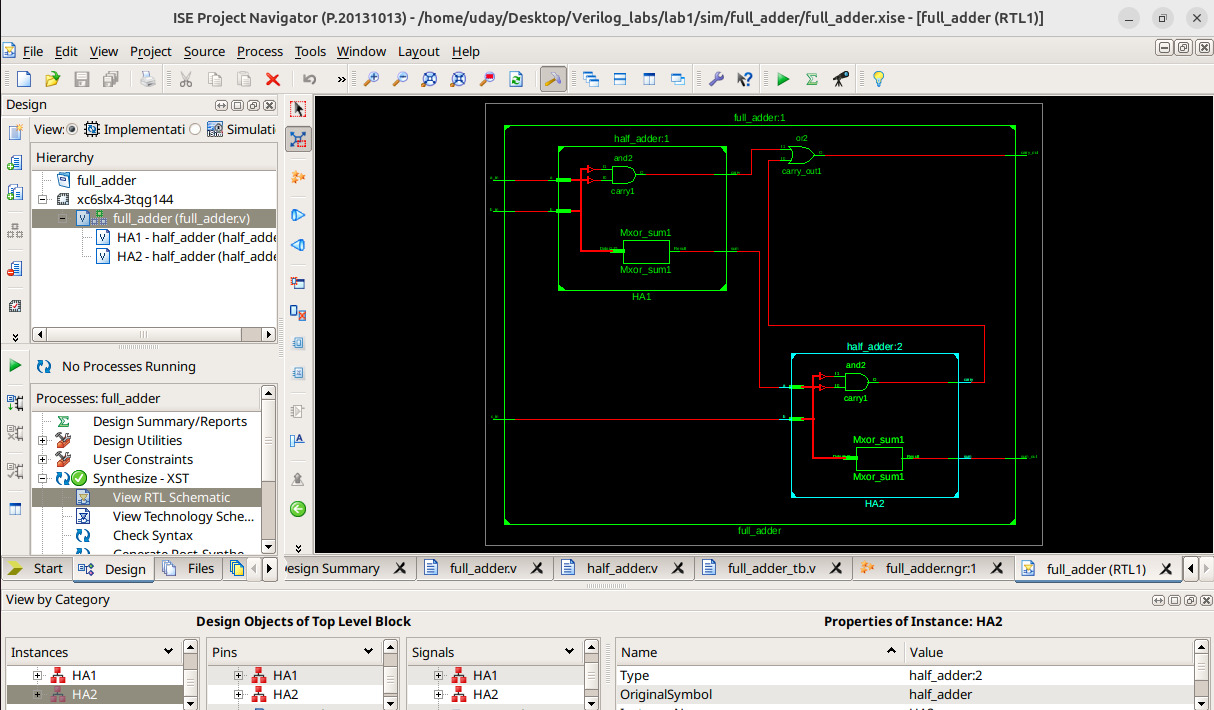 ISE Project Navigator (P.20131013) - /home/uday/Desktop/Verilog_labs/lab1/sim/full_adder/full_adder.xise - [full_adder (RTL1)]
File Edit View Project Source Process Tools Window Layout Help
Design
View: Implementati Simulati
Hierarchy
full_adder
xc6slx4-3tqg144
full_adder (full_adder.v)
HA1 - half_adder (half_adde
HA2 - half_adder (half_adde
No Processes Running
Processes: full_adder
Design Summary/Reports
Design Utilities
User Constraints
Synthesize - XST
View RTL Schematic
View Technology Sche...
Check Syntax
Generate Post-Synthe
full_adder:1
half_adder:1
or2
and2
carry_out1
carry1
Mxor_sum1
Mxor_sum1
HA1
half_adder:2
and2
carry1
Mxor_sum1
Mxor_sum1
HA2
full_adder
Start Design Files
esign Summary full_adder.v half_adder.v full_adder_tb.v full_adder.ngr:1 full_adder (RTL1)
View by Category
Design Objects of Top Level Block
Properties of Instance: HA2
Instances Pins Signals Name Value
HA1 HA1 HA1 Type half_adder:2
HA2 HA2 HA2 OriginalSymbol half_adder